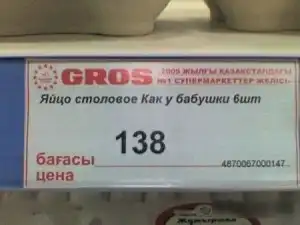 GROS
«2009 ЖЫЛҒЫ ҚАЗАҚСТАНДАҒЫ
№1 СУПЕРМАРКЕТТЕР ЖЕЛІСІ»
Яйцо столовое Как у бабушки 6шт
138
бағасы
цена
4870067000147